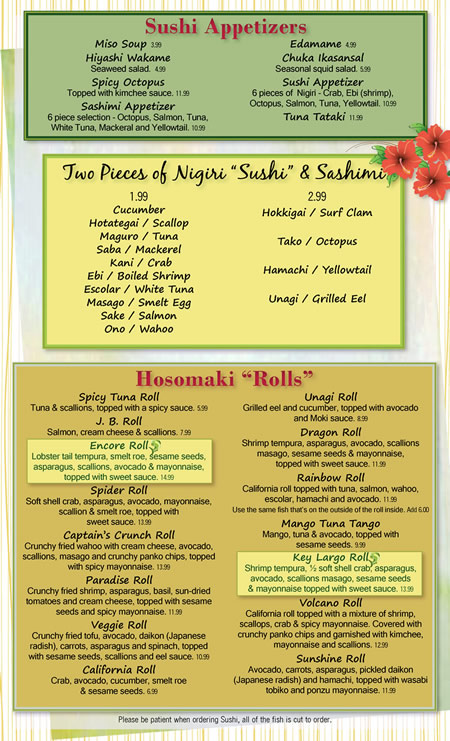 Sushi Appetizers
Miso Soup 3.99
Hiyashi Wakame
Seaweed salad. 4.99
Spicy Octopus
Topped with kimchee sauce. 11.99
Sashimi Appetizer
6 piece selection - Octopus, Salmon, Tuna,
White Tuna, Mackeral and Yellowtail. 10.99
Edamame 4.99
Chuka Ikasansal
Seasonal squid salad. 5.99
Sushi Appetizer
6 pieces of Nigiri - Crab, Ebi (shrimp),
Octopus, Salmon, Tuna, Yellowtail. 10.99
Tuna Tataki 11.99
Two Pieces of Nigiri "Sushi" & Sashimi
1.99
Cucumber
Hotategai / Scallop
Maguro / Tuna
Saba / Mackerel
Kani / Crab
Ebi / Boiled Shrimp
Escolar / White Tuna
Masago / Smelt Egg
Sake / Salmon
Ono / Wahoo
2.99
Hokkigai / Surf Clam
Tako / Octopus
Hamachi / Yellowtail
Unagi / Grilled Eel
Hosomaki "Rolls"
Spicy Tuna Roll
Tuna & scallions, topped with a spicy sauce. 5.99
J. B. Roll
Salmon, cream cheese & scallions. 7.99
Encore Roll
Lobster tail tempura, smelt roe, sesame seeds,
asparagus, scallions, avocado & mayonnaise,
topped with sweet sauce. 14.99
Spider Roll
Soft shell crab, asparagus, avocado, mayonnaise,
scallion & smelt roe, topped with
sweet sauce. 13.99
Captain's Crunch Roll
Crunchy fried wahoo with cream cheese, avocado,
scallions, masago and crunchy panko chips, topped
with spicy mayonnaise. 13.99
Paradise Roll
Crunchy fried shrimp, asparagus, basil, sun-dried
tomatoes and cream cheese, topped with sesame
seeds and spicy mayonnaise. 11.99
Veggie Roll
Crunchy fried tofu, avocado, daikon (Japanese
radish), carrots, asparagus and spinach, topped
with sesame seeds, scallions and eel sauce. 10.99
California Roll
Crab, avocado, cucumber, smelt roe
& sesame seeds. 6.99
Unagi Roll
Grilled eel and cucumber, topped with avocado
and Moki sauce. 8.99
Dragon Roll
Shrimp tempura, asparagus, avocado, scallions
masago, sesame seeds & mayonnaise,
topped with sweet sauce. 11.99
Rainbow Roll
California roll topped with tuna, salmon, wahoo,
escolar, hamachi and avocado. 11.99
Use the same fish that's on the outside of the roll inside. Add 6.00
Mango Tuna Tango
Mango, tuna & avocado, topped with
sesame seeds. 9.99
Key Largo Roll
Shrimp tempura, ½ soft shell crab, asparagus,
avocado, scallions masago, sesame seeds
& mayonnaise topped with sweet sauce. 13.99
Volcano Roll
California roll topped with a mixture of shrimp,
scallops, crab & spicy mayonnaise. Covered with
crunchy panko chips and garnished with kimchee,
mayonnaise and scallions. 12.99
Sunshine Roll
Avocado, carrots, asparagus, pickled daikon
(Japanese radish) and hamachi, topped with wasabi
tobiko and ponzu mayonnaise. 11.99
Please be patient when ordering Sushi, all of the fish is cut to order.